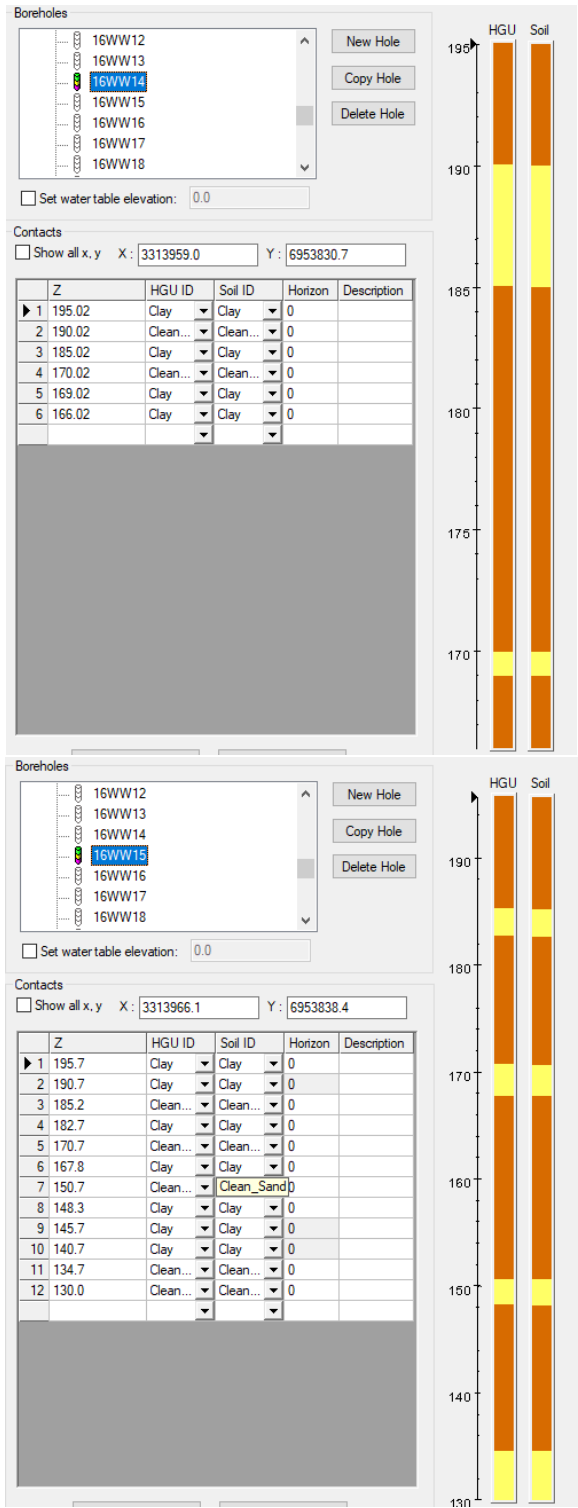 Boreholes
16WW12
16WW13
16WW14
16WW15
16WW16
16WW17
16WW18
New Hole
Copy Hole
Delete Hole
Set water table elevation: 0.0
Contacts
Show all x, y X : 3313959.0 Y : 6953830.7
Z HGU ID Soil ID Horizon Description
1 195.02 Clay Clay 0
2 190.02 Clean... Clean... 0
3 185.02 Clay Clay 0
4 170.02 Clean... Clean... 0
5 169.02 Clay Clay 0
6 166.02 Clay Clay 0
HGU Soil
195
190
185
180
175
170
Boreholes
16WW12
16WW13
16WW14
16WW15
16WW16
16WW17
16WW18
New Hole
Copy Hole
Delete Hole
Set water table elevation: 0.0
Contacts
Show all x, y X : 3313966.1 Y : 6953838.4
Z HGU ID Soil ID Horizon Description
1 195.7 Clay Clay 0
2 190.7 Clay Clay 0
3 185.2 Clean... Clean... 0
4 182.7 Clay Clay 0
5 170.7 Clean... Clean... 0
6 167.8 Clay Clay 0
7 150.7 Clean... Clean_Sand 0
8 148.3 Clay Clay 0
9 145.7 Clay Clay 0
10 140.7 Clay Clay 0
11 134.7 Clean... Clean... 0
12 130.0 Clean... Clean... 0
HGU Soil
190
180
170
160
150
140
130